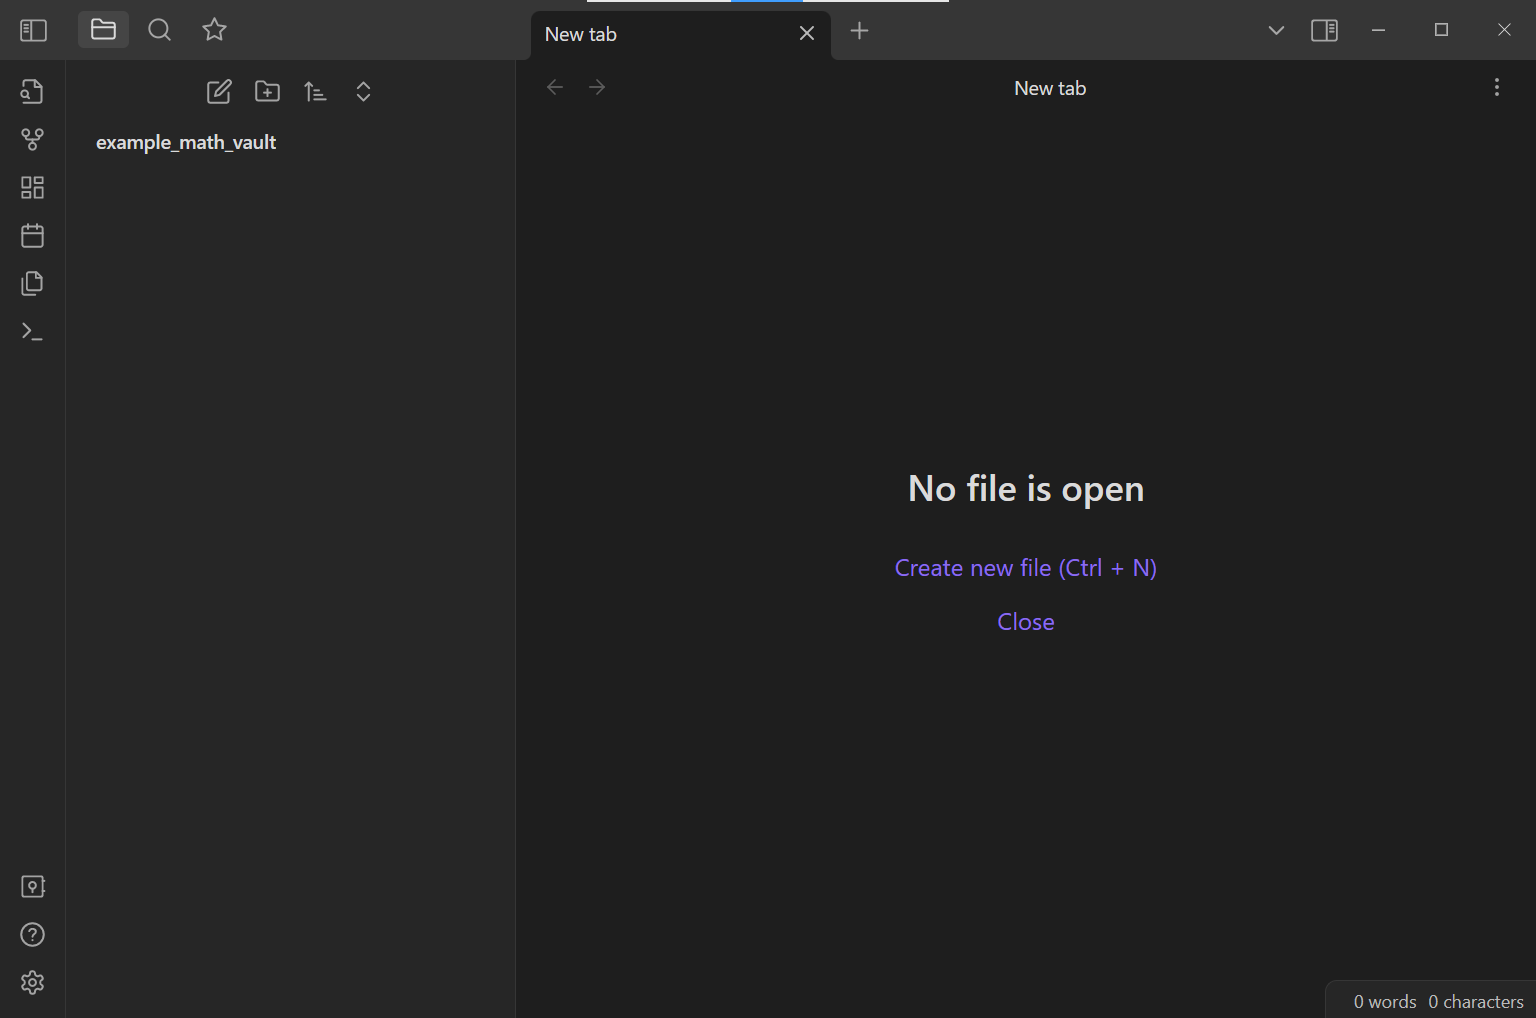 New tab
New tab
example_math_vault
No file is open
Create new file (Ctrl + N)
Close
0 words 0 characters